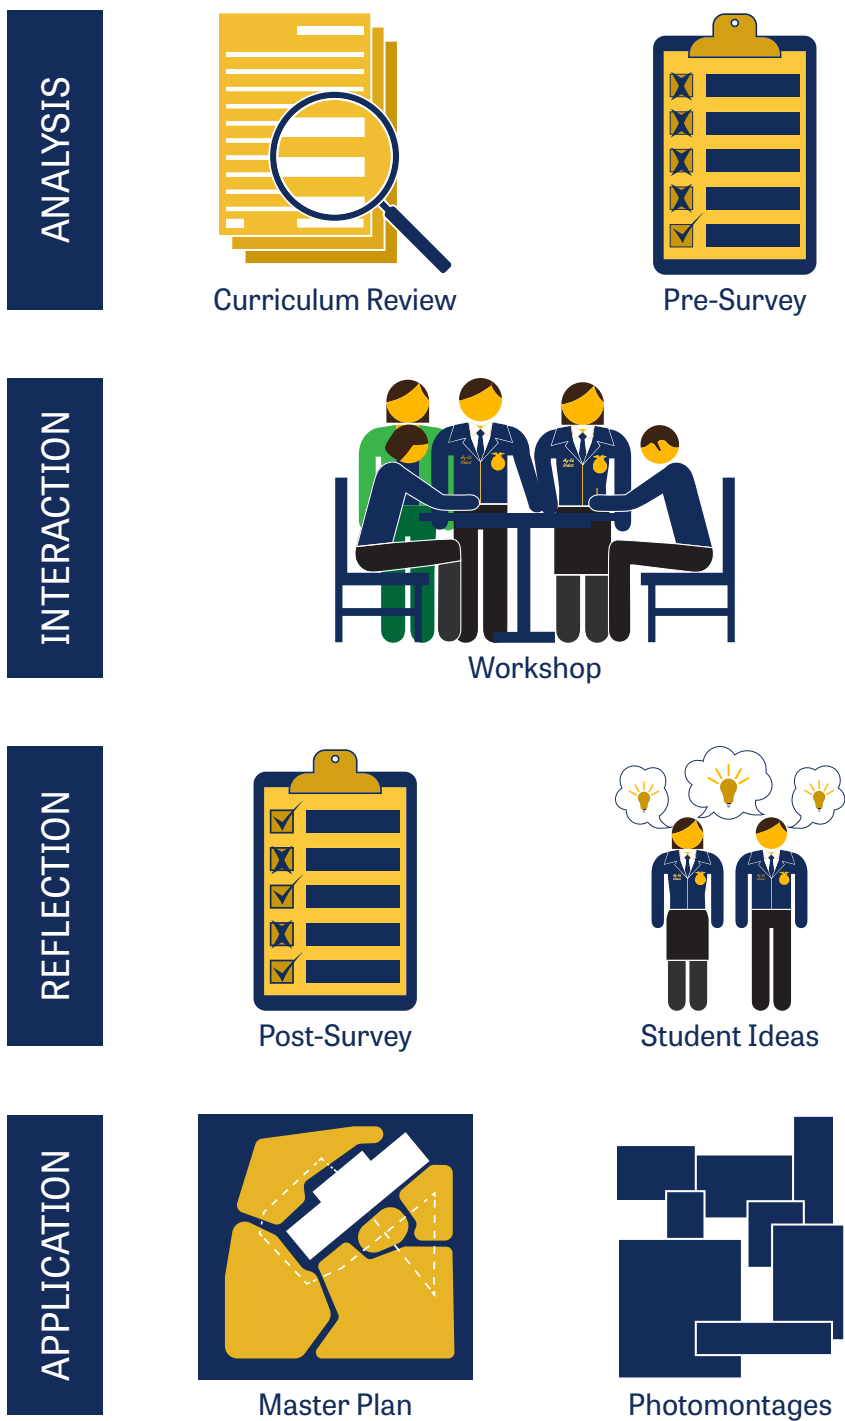 ANALYSIS
Curriculum Review
Pre-Survey
INTERACTION
Workshop
REFLECTION
Post-Survey
Student Ideas
APPLICATION
Master Plan
Photomontages